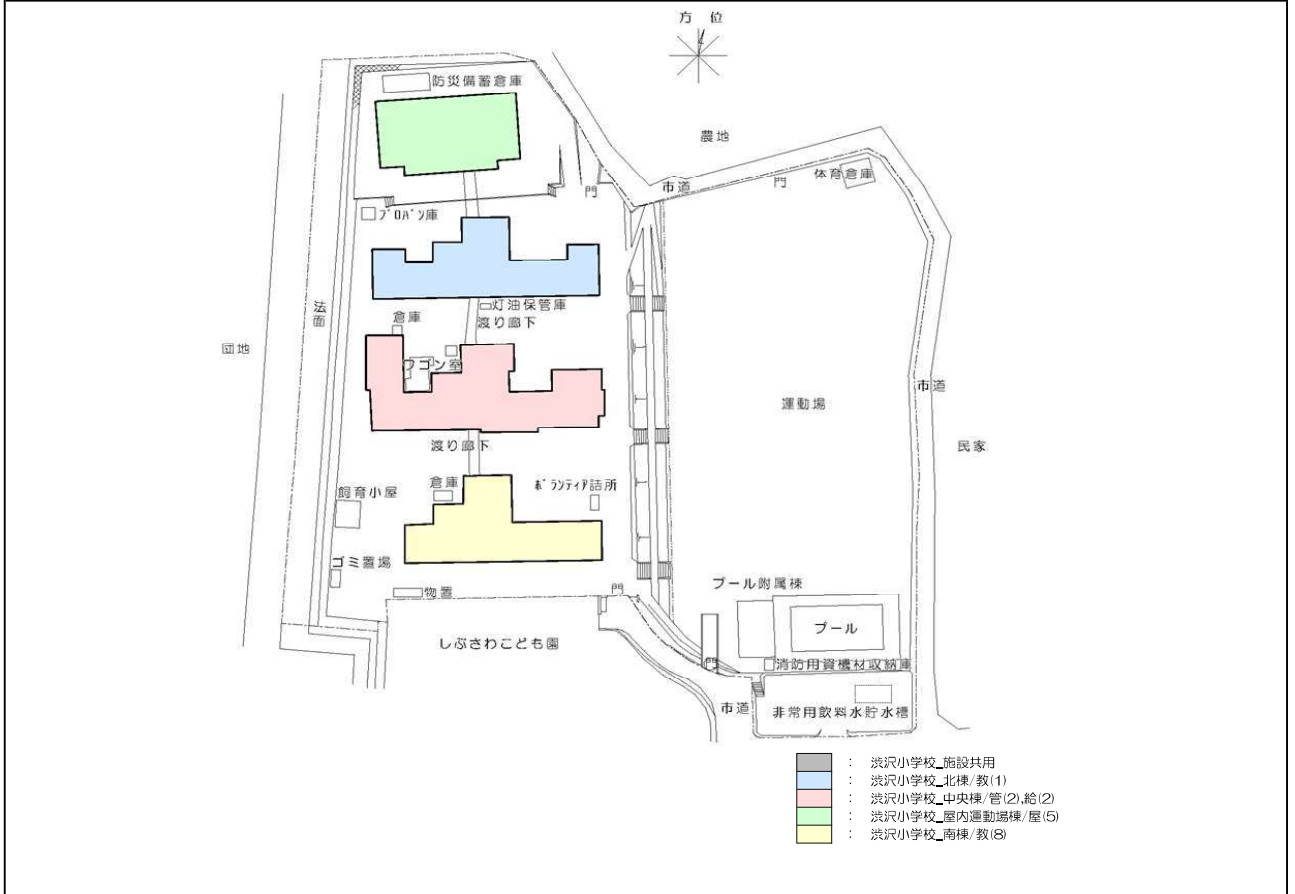 方 位
防災備蓄倉庫
農地
体育倉庫
門
市道
門
ﾌﾟﾛﾊﾟﾝ庫
灯油保管庫
渡り廊下
法面
倉庫
ワゴン室
団地
市道
運動場
民家
渡り廊下
倉庫
ﾎﾞﾗﾝﾃｨｱ詰所
飼育小屋
ゴミ置場
物置
門
プール附属棟
プール
しぶさわこども園
門
消防用資機材収納庫
市道
非常用飲料水貯水槽
： 渋沢小学校_施設共用
： 渋沢小学校_北棟/教(1)
： 渋沢小学校_中央棟/管(2),給(2)
： 渋沢小学校_屋内運動場棟/屋(5)
： 渋沢小学校_南棟/教(8)